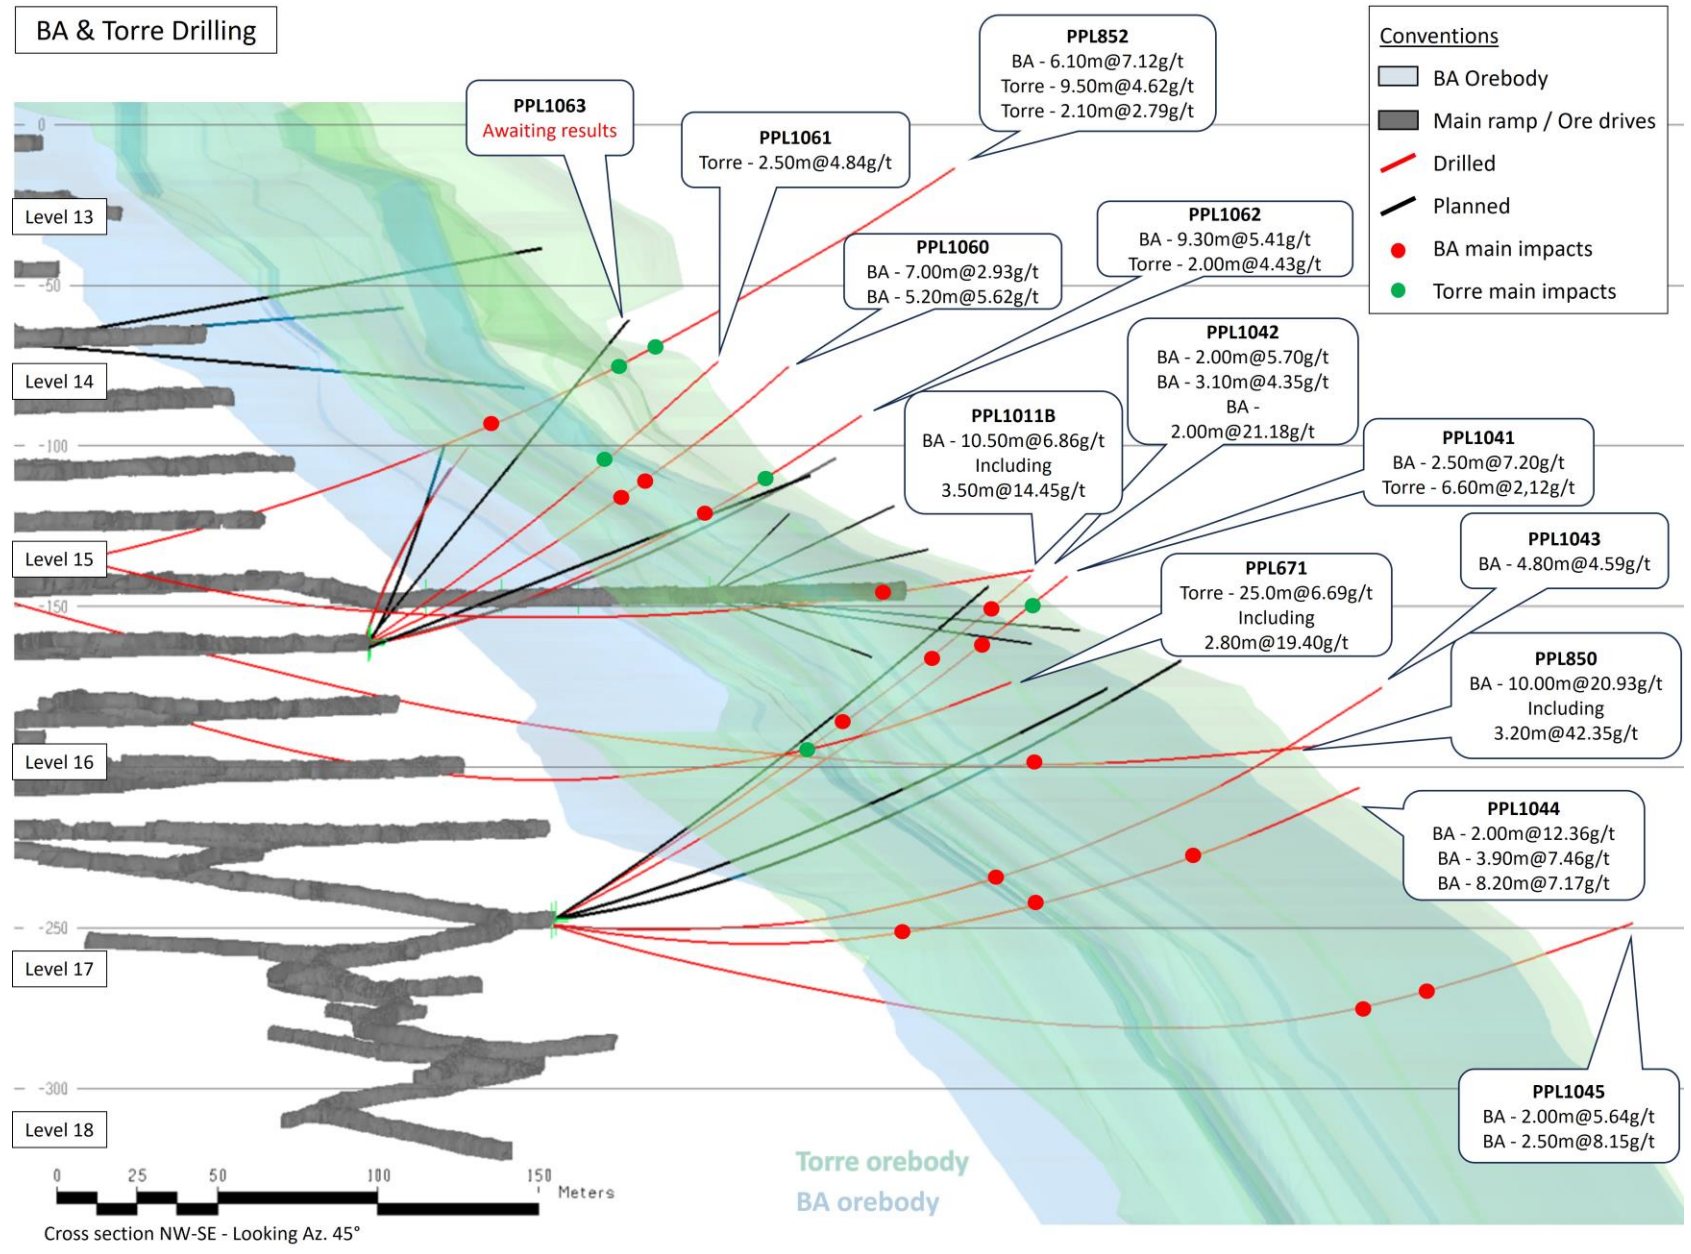 BA & Torre Drilling
PPL852
BA - 6.10m@7.12g/t
Torre - 9.50m@4.62g/t
Torre - 2.10m@2.79g/t
Conventions
BA Orebody
Main ramp / Ore drives
Drilled
Planned
BA main impacts
Torre main impacts
PPL1063
Awaiting results
PPL1061
Torre - 2.50m@4.84g/t
PPL1062
BA - 9.30m@5.41g/t
Torre - 2.00m@4.43g/t
PPL1060
BA - 7.00m@2.93g/t
BA - 5.20m@5.62g/t
PPL1042
BA - 2.00m@5.70g/t
BA - 3.10m@4.35g/t
BA -
2.00m@21.18g/t
PPL1011B
BA - 10.50m@6.86g/t
Including
3.50m@14.45g/t
PPL1041
BA - 2.50m@7.20g/t
Torre - 6.60m@2,12g/t
PPL1043
BA - 4.80m@4.59g/t
PPL671
Torre - 25.0m@6.69g/t
Including
2.80m@19.40g/t
PPL850
BA - 10.00m@20.93g/t
Including
3.20m@42.35g/t
PPL1044
BA - 2.00m@12.36g/t
BA - 3.90m@7.46g/t
BA - 8.20m@7.17g/t
PPL1045
BA - 2.00m@5.64g/t
BA - 2.50m@8.15g/t
0
Level 13
-50
Level 14
-100
Level 15
-150
Level 16
-250
Level 17
-300
Level 18
Torre orebody
BA orebody
0 25 50 100 150 Meters
Cross section NW-SE - Looking Az. 45°